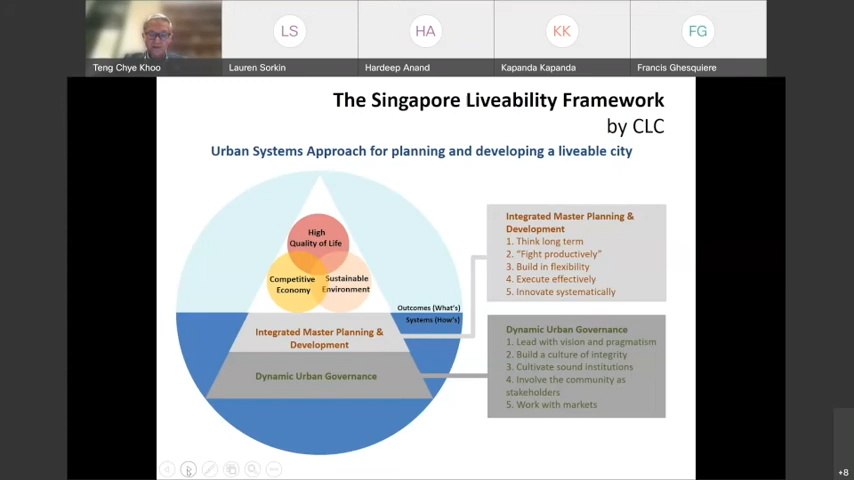 LS
HA
KK
FG
Teng Chye Khoo
Lauren Sorkin
Hardeep Anand
Kapanda Kapanda
Francis Ghesquiere
The Singapore Liveability Framework
by CLC
Urban Systems Approach for planning and developing a liveable city
High
Quality of Life
Competitive
Economy
Sustainable
Environment
Outcomes (What's)
Systems (How's)
Integrated Master Planning &
Development
Dynamic Urban Governance
Integrated Master Planning &
Development
1. Think long term
2. “Fight productively”
3. Build in flexibility
4. Execute effectively
5. Innovate systematically
Dynamic Urban Governance
1. Lead with vision and pragmatism
2. Build a culture of integrity
3. Cultivate sound institutions
4. Involve the community as
stakeholders
5. Work with markets
+8